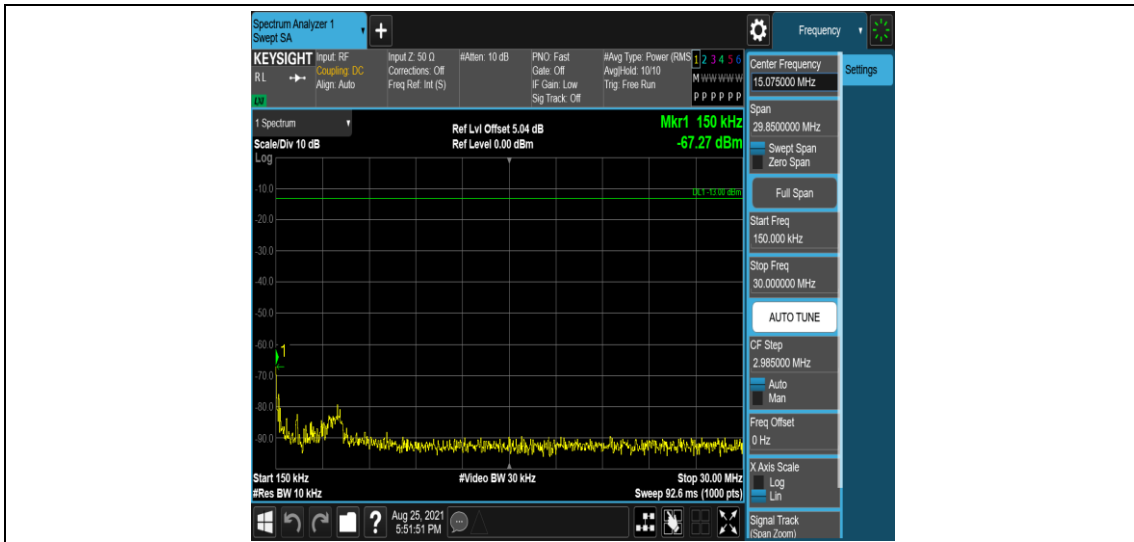 Spectrum Analyzer 1
Swept SA
+
Frequency
KEYSIGHT
RL
LXI
Input: RF
Coupling: DC
Align: Auto
Input Z: 50 Ω
Corrections: Off
Freq Ref: Int (S)
#Atten: 10 dB
PNO: Fast
Gate: Off
IF Gain: Low
Sig Track: Off
#Avg Type: Power (RMS
Avg|Hold: 10/10
Trig: Free Run
1 2 3 4 5 6
M W W W W W
P P P P P P
1 Spectrum
Scale/Div 10 dB
Log
Ref Lvl Offset 5.04 dB
Ref Level 0.00 dBm
Mkr1 150 kHz
-67.27 dBm
DL1 -13.00 dBm
-10.0
-20.0
-30.0
-40.0
-50.0
-60.0
1
-70.0
-80.0
-90.0
Start 150 kHz
#Res BW 10 kHz
#Video BW 30 kHz
Stop 30.00 MHz
Sweep 92.6 ms (1000 pts)
?
Aug 25, 2021
5:51:51 PM
Center Frequency
15.075000 MHz
Settings
Span
29.8500000 MHz
Swept Span
Zero Span
Full Span
Start Freq
150.000 kHz
Stop Freq
30.000000 MHz
AUTO TUNE
CF Step
2.985000 MHz
Auto
Man
Freq Offset
0 Hz
X Axis Scale
Log
Lin
Signal Track
(Span Zoom)